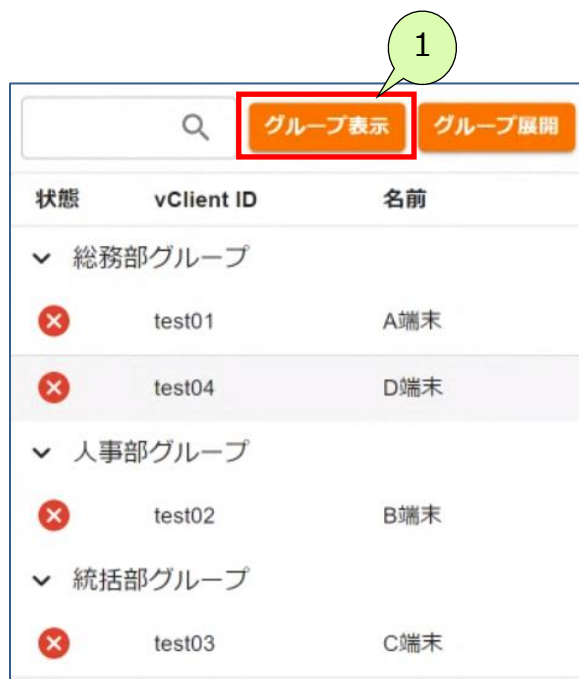 1
グループ表示 グループ展開
状態 vClient ID 名前
総務部グループ
test01 A端末
test04 D端末
人事部グループ
test02 B端末
統括部グループ
test03 C端末